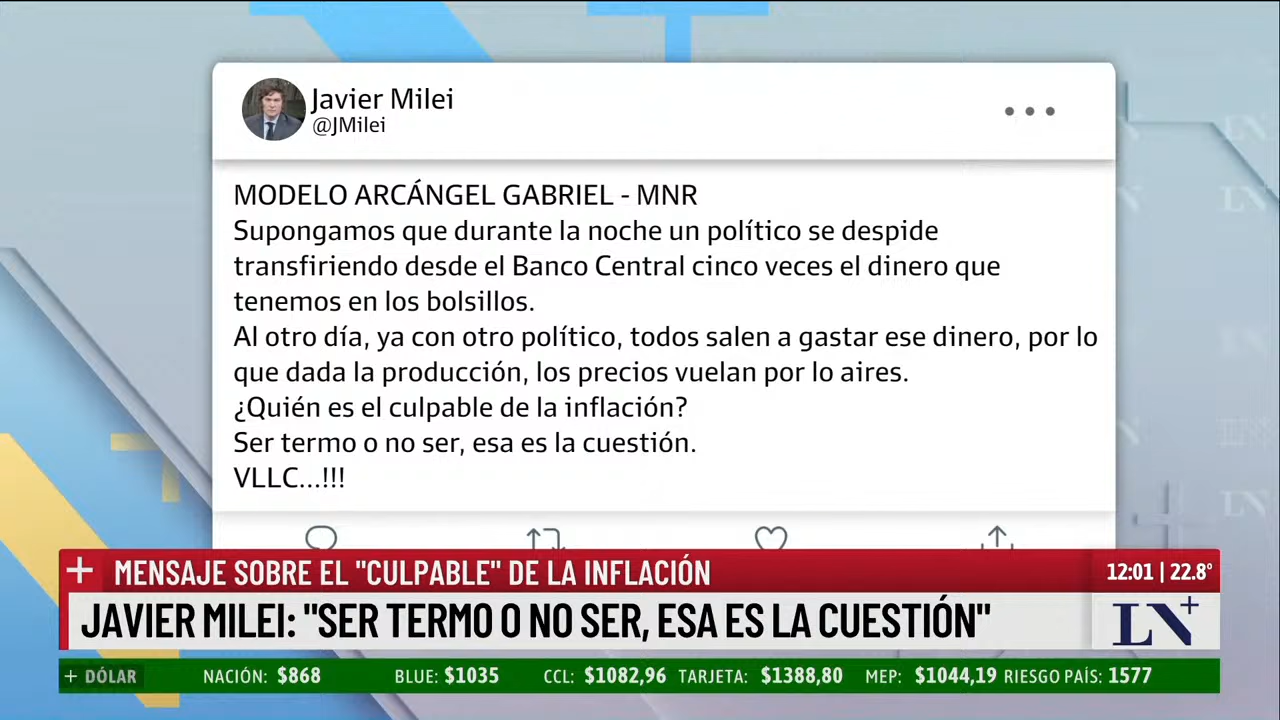 Javier Milei
@JMilei
MODELO ARCÁNGEL GABRIEL - MNR
Supongamos que durante la noche un político se despide
transfiriendo desde el Banco Central cinco veces el dinero que
tenemos en los bolsillos.
Al otro día, ya con otro político, todos salen a gastar ese dinero, por lo
que dada la producción, los precios vuelan por lo aires.
¿Quién es el culpable de la inflación?
Ser termo o no ser, esa es la cuestión.
VLLC...!!!
+ MENSAJE SOBRE EL "CULPABLE" DE LA INFLACIÓN 12:01 | 22.8°
JAVIER MILEI: "SER TERMO O NO SER, ESA ES LA CUESTIÓN" LN+
+ DÓLAR NACIÓN: $868 BLUE: $1035 CCL: $1082,96 TARJETA: $1388,80 MEP: $1044,19 RIESGO PAÍS: 1577